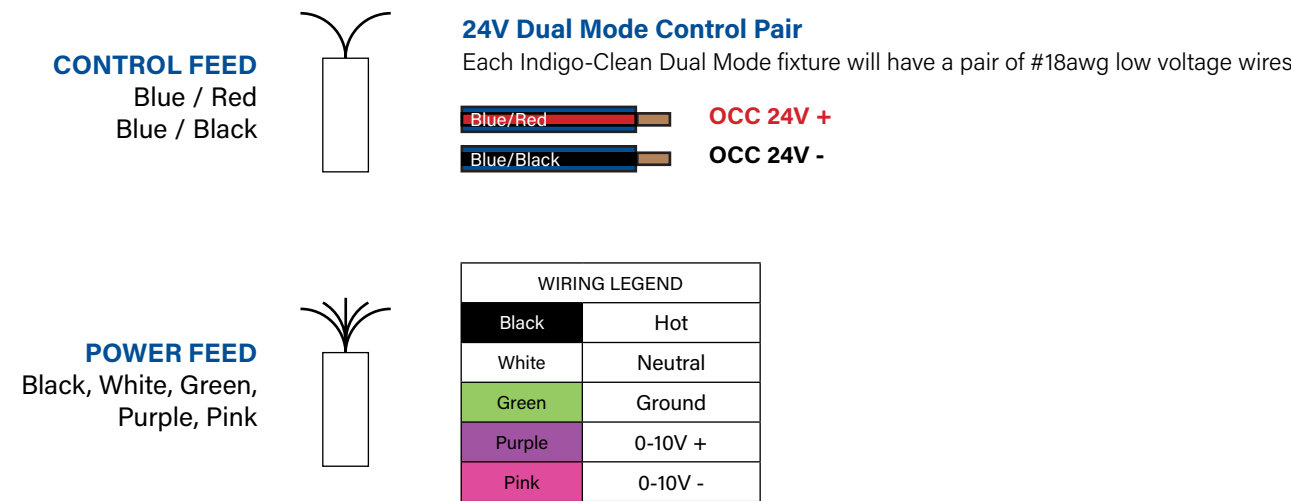 CONTROL FEED
Blue / Red
Blue / Black
24V Dual Mode Control Pair
Each Indigo-Clean Dual Mode fixture will have a pair of #18awg low voltage wires
Blue/Red
OCC 24V +
Blue/Black
OCC 24V -
POWER FEED
Black, White, Green,
Purple, Pink
WIRING LEGEND
Black Hot
White Neutral
Green Ground
Purple 0-10V +
Pink 0-10V -